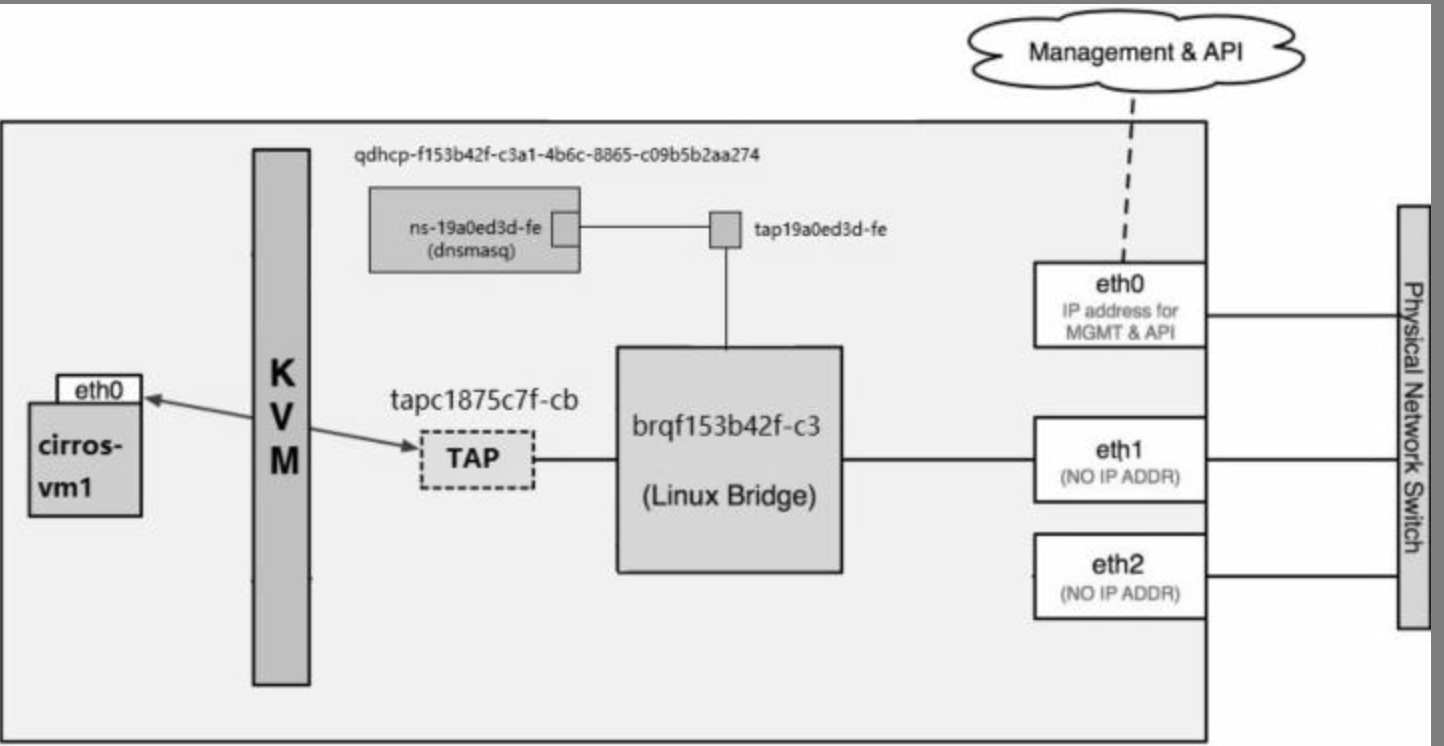 Management & API
qdhcp-f153b42f-c3a1-4b6c-8865-c09b5b2aa274
ns-19a0ed3d-fe
(dnsmasq)
tap19a0ed3d-fe
eth0
IP address for
MGMT & API
Physical Network Switch
K
V
M
eth0
cirros-
vm1
tapc1875c7f-cb
TAP
brqf153b42f-c3
(Linux Bridge)
eth1
(NO IP ADDR)
eth2
(NO IP ADDR)